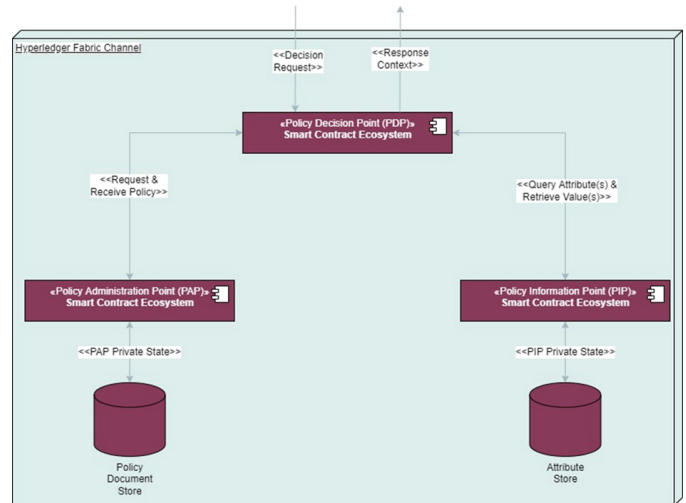 Hyperledger Fabric Channel
<<Decision
Request>>
<<Response
Context>>
«Policy Decision Point (PDP)»
Smart Contract Ecosystem
<<Request &
Receive Policy>>
<<Query Attribute(s) &
Retrieve Value(s)>>
«Policy Administration Point (PAP)»
Smart Contract Ecosystem
«Policy Information Point (PIP)»
Smart Contract Ecosystem
<<PAP Private State>>
<<PIP Private State>>
Policy
Document
Store
Attribute
Store